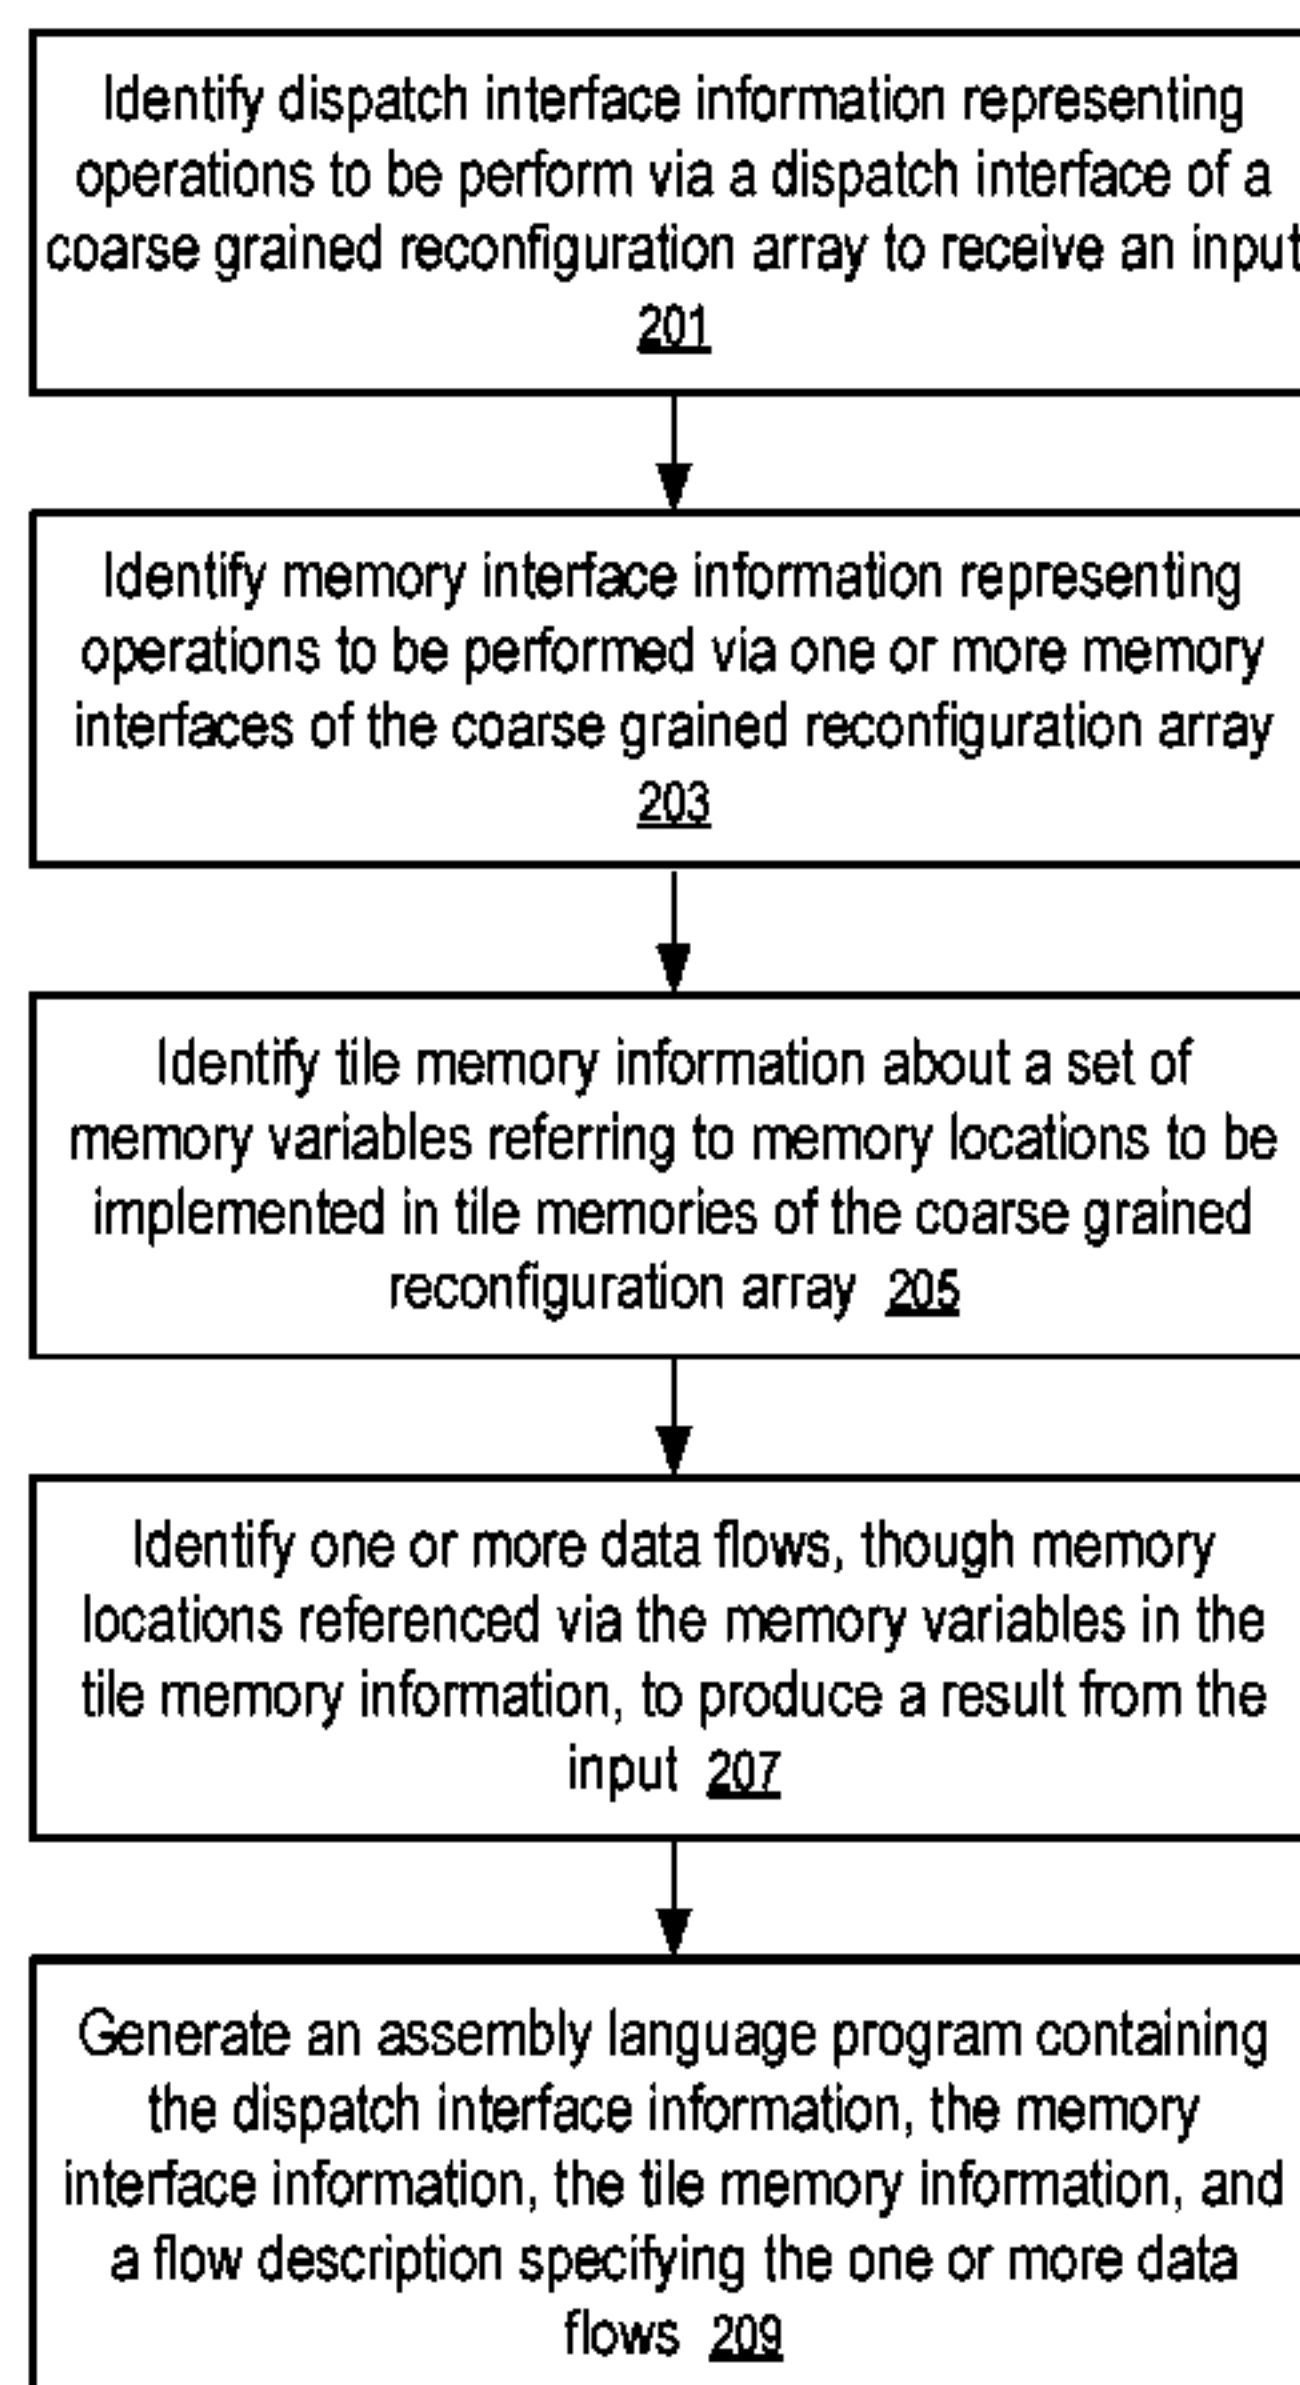 Identify dispatch interface information representing
operations to be perform via a dispatch interface of a
coarse grained reconfiguration array to receive an input
201
Identify memory interface information representing
operations to be performed via one or more memory
interfaces of the coarse grained reconfiguration array
203
Identify tile memory information about a set of
memory variables referring to memory locations to be
implemented in tile memories of the coarse grained
reconfiguration array 205
Identify one or more data flows, though memory
locations referenced via the memory variables in the
tile memory information, to produce a result from the
input 207
Generate an assembly language program containing
the dispatch interface information, the memory
interface information, the tile memory information, and
a flow description specifying the one or more data
flows 209